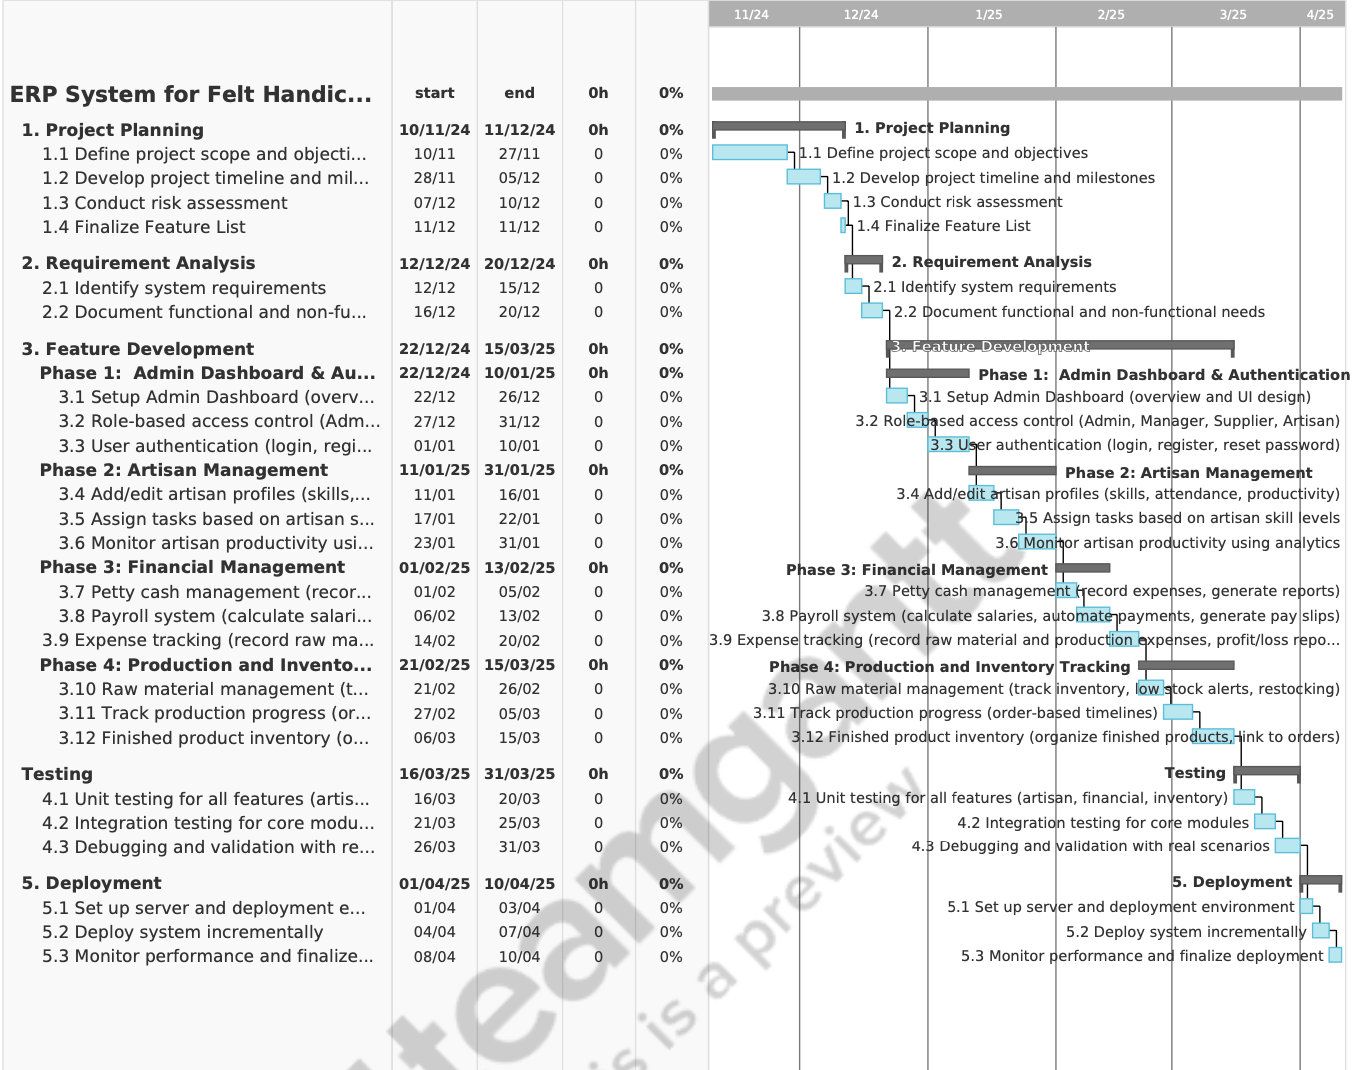 11/24 12/24 1/25 2/25 3/25 4/25
ERP System for Felt Handic... start end 0h 0%
1. Project Planning 10/11/24 11/12/24 0h 0% 1. Project Planning
1.1 Define project scope and objecti... 10/11 27/11 0 0% 1.1 Define project scope and objectives
1.2 Develop project timeline and mil... 28/11 05/12 0 0% 1.2 Develop project timeline and milestones
1.3 Conduct risk assessment 07/12 10/12 0 0% 1.3 Conduct risk assessment
1.4 Finalize Feature List 11/12 11/12 0 0% 1.4 Finalize Feature List
2. Requirement Analysis 12/12/24 20/12/24 0h 0% 2. Requirement Analysis
2.1 Identify system requirements 12/12 15/12 0 0% 2.1 Identify system requirements
2.2 Document functional and non-fu... 16/12 20/12 0 0% 2.2 Document functional and non-functional needs
3. Feature Development 22/12/24 15/03/25 0h 0% 3. Feature Development
Phase 1: Admin Dashboard & Au... 22/12/24 10/01/25 0h 0% Phase 1: Admin Dashboard & Authentication
3.1 Setup Admin Dashboard (overv... 22/12 26/12 0 0% 3.1 Setup Admin Dashboard (overview and UI design)
3.2 Role-based access control (Adm... 27/12 31/12 0 0% 3.2 Role-based access control (Admin, Manager, Supplier, Artisan)
3.3 User authentication (login, regi... 01/01 10/01 0 0% 3.3 User authentication (login, register, reset password)
Phase 2: Artisan Management 11/01/25 31/01/25 0h 0% Phase 2: Artisan Management
3.4 Add/edit artisan profiles (skills,... 11/01 16/01 0 0% 3.4 Add/edit artisan profiles (skills, attendance, productivity)
3.5 Assign tasks based on artisan s... 17/01 22/01 0 0% 3.5 Assign tasks based on artisan skill levels
3.6 Monitor artisan productivity usi... 23/01 31/01 0 0% 3.6 Monitor artisan productivity using analytics
Phase 3: Financial Management 01/02/25 13/02/25 0h 0% Phase 3: Financial Management
3.7 Petty cash management (recor... 01/02 05/02 0 0% 3.7 Petty cash management (record expenses, generate reports)
3.8 Payroll system (calculate salari... 06/02 13/02 0 0% 3.8 Payroll system (calculate salaries, automate payments, generate pay slips)
3.9 Expense tracking (record raw ma... 14/02 20/02 0 0% 3.9 Expense tracking (record raw material and production expenses, profit/loss repo...
Phase 4: Production and Invento... 21/02/25 15/03/25 0h 0% Phase 4: Production and Inventory Tracking
3.10 Raw material management (t... 21/02 26/02 0 0% 3.10 Raw material management (track inventory, low stock alerts, restocking)
3.11 Track production progress (or... 27/02 05/03 0 0% 3.11 Track production progress (order-based timelines)
3.12 Finished product inventory (o... 06/03 15/03 0 0% 3.12 Finished product inventory (organize finished products, link to orders)
Testing 16/03/25 31/03/25 0h 0% Testing
4.1 Unit testing for all features (artis... 16/03 20/03 0 0% 4.1 Unit testing for all features (artisan, financial, inventory)
4.2 Integration testing for core modu... 21/03 25/03 0 0% 4.2 Integration testing for core modules
4.3 Debugging and validation with re... 26/03 31/03 0 0% 4.3 Debugging and validation with real scenarios
5. Deployment 01/04/25 10/04/25 0h 0% 5. Deployment
5.1 Set up server and deployment e... 01/04 03/04 0 0% 5.1 Set up server and deployment environment
5.2 Deploy system incrementally 04/04 07/04 0 0% 5.2 Deploy system incrementally
5.3 Monitor performance and finalize... 08/04 10/04 0 0% 5.3 Monitor performance and finalize deployment
teamgantt
is a preview